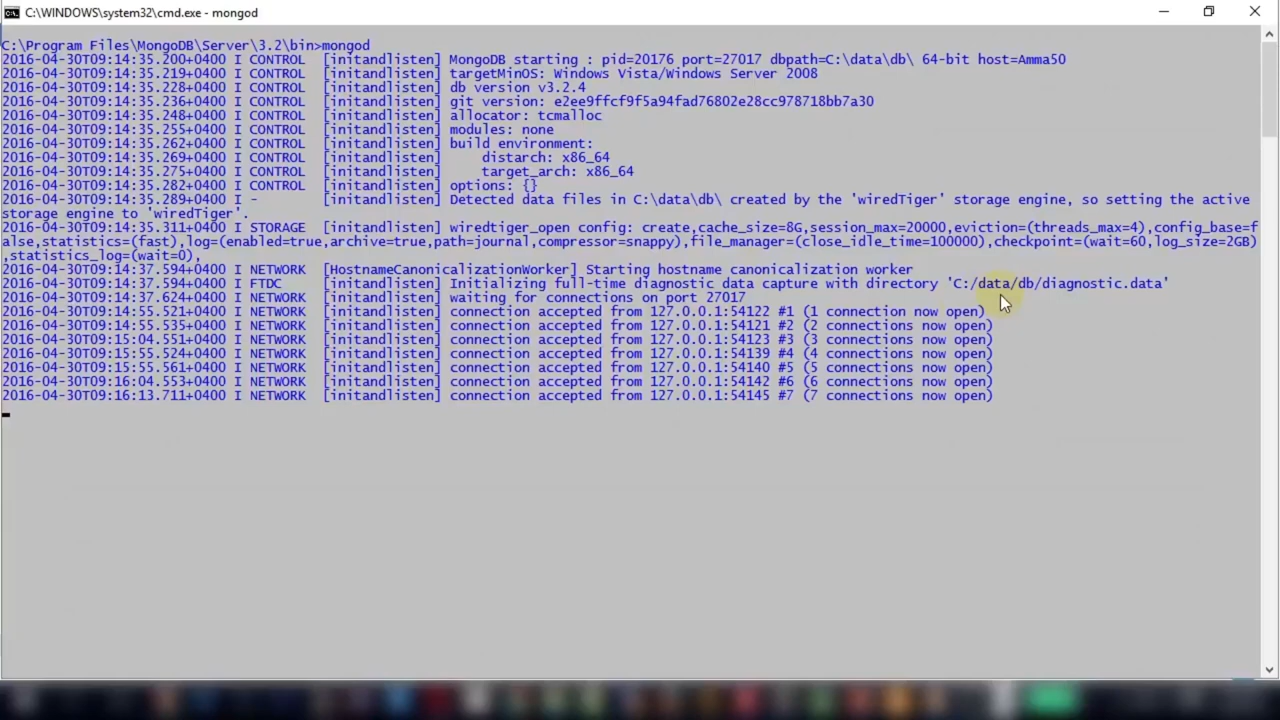 C:\WINDOWS\system32\cmd.exe - mongod
C:\Program Files\MongoDB\Server\3.2\bin>mongod
2016-04-30T09:14:35.200+0400 I CONTROL  [initandlisten] MongoDB starting : pid=20176 port=27017 dbpath=C:\data\db\ 64-bit host=Amma50
2016-04-30T09:14:35.219+0400 I CONTROL  [initandlisten] targetMinOS: Windows Vista/Windows Server 2008
2016-04-30T09:14:35.228+0400 I CONTROL  [initandlisten] db version v3.2.4
2016-04-30T09:14:35.236+0400 I CONTROL  [initandlisten] git version: e2ee9ffcf9f5a94fad76802e28cc978718bb7a30
2016-04-30T09:14:35.248+0400 I CONTROL  [initandlisten] allocator: tcmalloc
2016-04-30T09:14:35.255+0400 I CONTROL  [initandlisten] modules: none
2016-04-30T09:14:35.262+0400 I CONTROL  [initandlisten] build environment:
2016-04-30T09:14:35.269+0400 I CONTROL  [initandlisten]     distarch: x86_64
2016-04-30T09:14:35.275+0400 I CONTROL  [initandlisten]     target_arch: x86_64
2016-04-30T09:14:35.282+0400 I CONTROL  [initandlisten] options: {}
2016-04-30T09:14:35.289+0400 I -        [initandlisten] Detected data files in C:\data\db\ created by the 'wiredTiger' storage engine, so setting the active
storage engine to 'wiredTiger'.
2016-04-30T09:14:35.311+0400 I STORAGE  [initandlisten] wiredtiger_open config: create,cache_size=8G,session_max=20000,eviction=(threads_max=4),config_base=f
alse,statistics=(fast),log=(enabled=true,archive=true,path=journal,compressor=snappy),file_manager=(close_idle_time=100000),checkpoint=(wait=60,log_size=2GB)
,statistics_log=(wait=0),
2016-04-30T09:14:37.594+0400 I NETWORK  [HostnameCanonicalizationWorker] Starting hostname canonicalization worker
2016-04-30T09:14:37.594+0400 I FTDC     [initandlisten] Initializing full-time diagnostic data capture with directory 'C:/data/db/diagnostic.data'
2016-04-30T09:14:37.624+0400 I NETWORK  [initandlisten] waiting for connections on port 27017
2016-04-30T09:14:55.521+0400 I NETWORK  [initandlisten] connection accepted from 127.0.0.1:54122 #1 (1 connection now open)
2016-04-30T09:14:55.535+0400 I NETWORK  [initandlisten] connection accepted from 127.0.0.1:54121 #2 (2 connections now open)
2016-04-30T09:15:04.551+0400 I NETWORK  [initandlisten] connection accepted from 127.0.0.1:54123 #3 (3 connections now open)
2016-04-30T09:15:55.524+0400 I NETWORK  [initandlisten] connection accepted from 127.0.0.1:54139 #4 (4 connections now open)
2016-04-30T09:15:55.561+0400 I NETWORK  [initandlisten] connection accepted from 127.0.0.1:54140 #5 (5 connections now open)
2016-04-30T09:16:04.553+0400 I NETWORK  [initandlisten] connection accepted from 127.0.0.1:54142 #6 (6 connections now open)
2016-04-30T09:16:13.711+0400 I NETWORK  [initandlisten] connection accepted from 127.0.0.1:54145 #7 (7 connections now open)